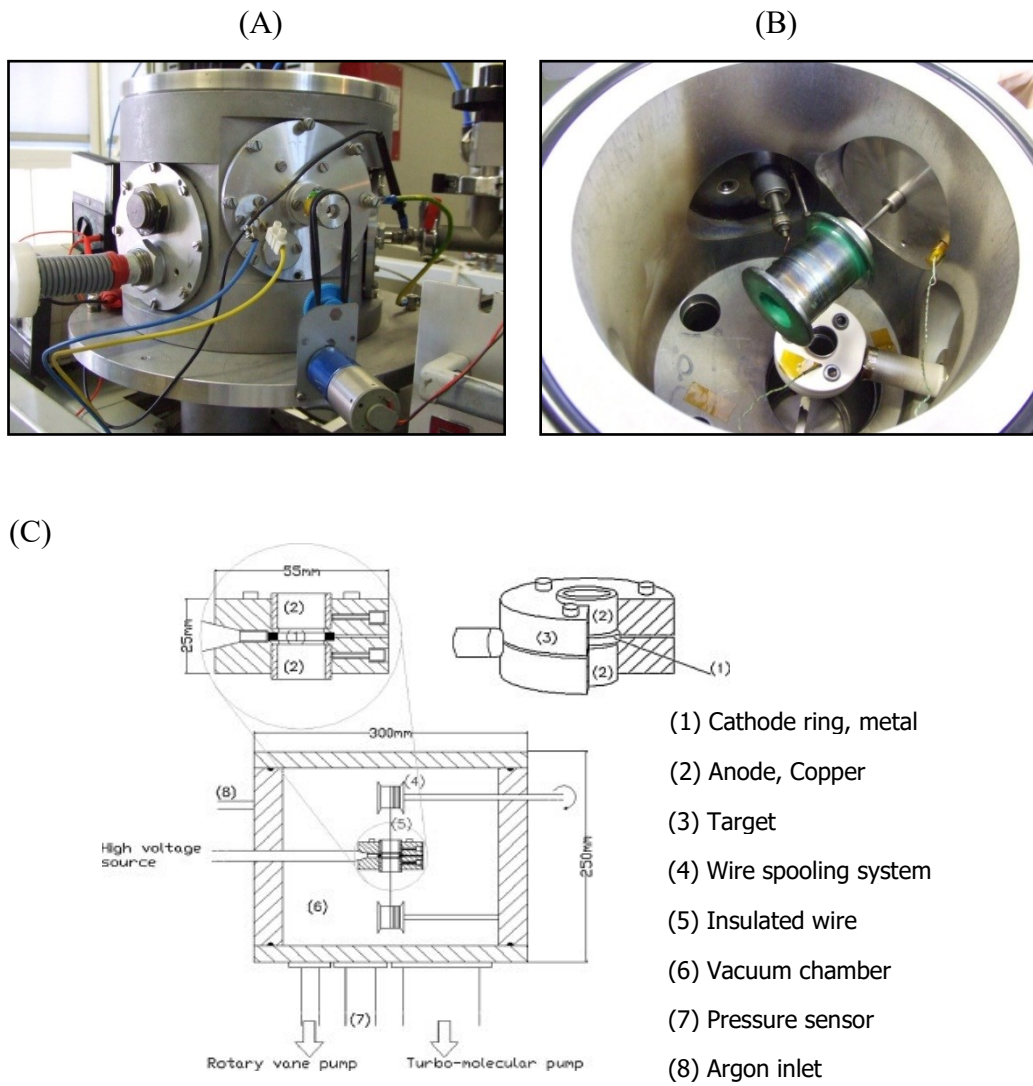 (A)
(B)
(C)
55mm
25mm
(2)
(1)
(2)
(2)
(3)
(2)
(1)
300mm
(4)
(8)
(5)
High voltage
source
250mm
(6)
(7)
Rotary vane pump
Turbo-molecular pump
(1) Cathode ring, metal
(2) Anode, Copper
(3) Target
(4) Wire spooling system
(5) Insulated wire
(6) Vacuum chamber
(7) Pressure sensor
(8) Argon inlet